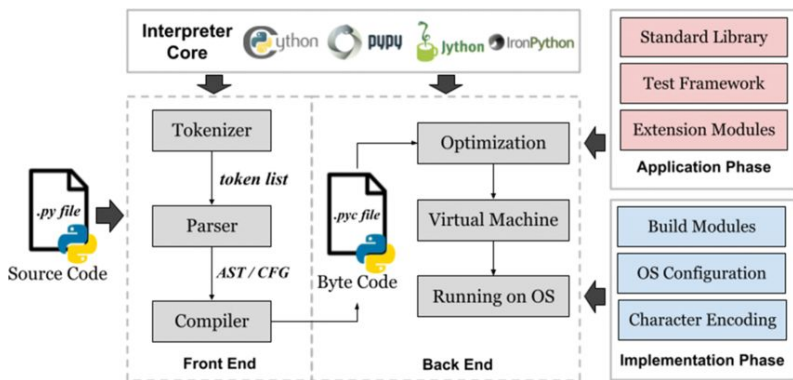 Interpreter
Core
Cython
PyPy
Jython
IronPython
Standard Library
Test Framework
Extension Modules
Application Phase
Tokenizer
token list
Parser
AST / CFG
Compiler
Front End
.py file
Source Code
.pyc file
Byte Code
Optimization
Virtual Machine
Running on OS
Back End
Build Modules
OS Configuration
Character Encoding
Implementation Phase